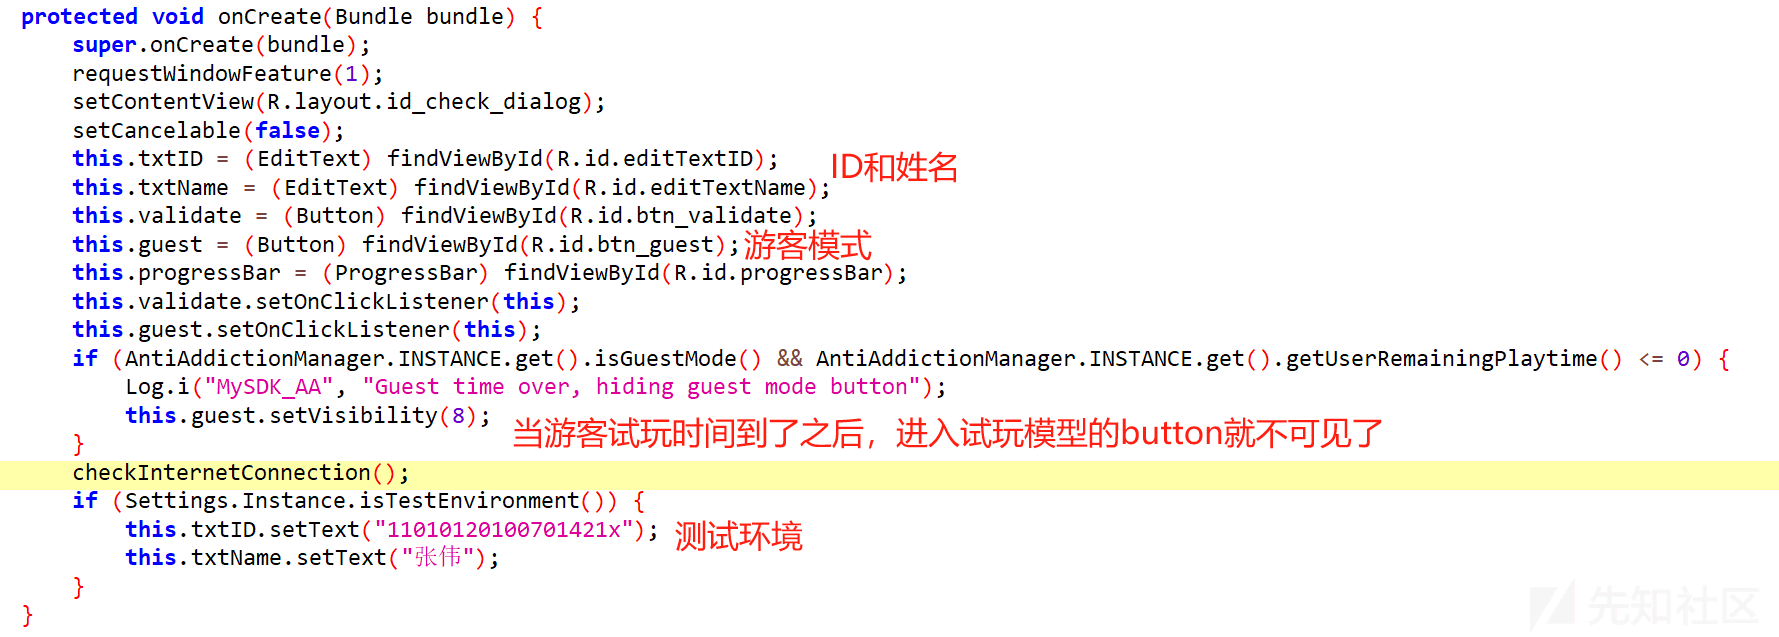 protected void onCreate(Bundle bundle) {
super.onCreate(bundle);
requestWindowFeature(1);
setContentView(R.layout.id_check_dialog);
setCancelable(false);
this.txtID = (EditText) findViewById(R.id.editTextID);
ID和姓名
this.txtName = (EditText) findViewById(R.id.editTextName);
this.validate = (Button) findViewById(R.id.btn_validate);
this.guest = (Button) findViewById(R.id.btn_guest);游客模式
this.progressBar = (ProgressBar) findViewById(R.id.progressBar);
this.validate.setOnClickListener(this);
this.guest.setOnClickListener(this);
if (AntiAddictionManager.INSTANCE.get().isGuestMode() && AntiAddictionManager.INSTANCE.get().getUserRemainingPlaytime() <= 0) {
Log.i("MySDK_AA", "Guest time over, hiding guest mode button");
this.guest.setVisibility(8);
当游客试玩时间到了之后，进入试玩模型的button就不可见了
}
checkInternetConnection();
if (Settings.Instance.isTestEnvironment()) {
this.txtID.setText("11010120100701421x");
测试环境
this.txtName.setText("张伟");
}
}
先知社区